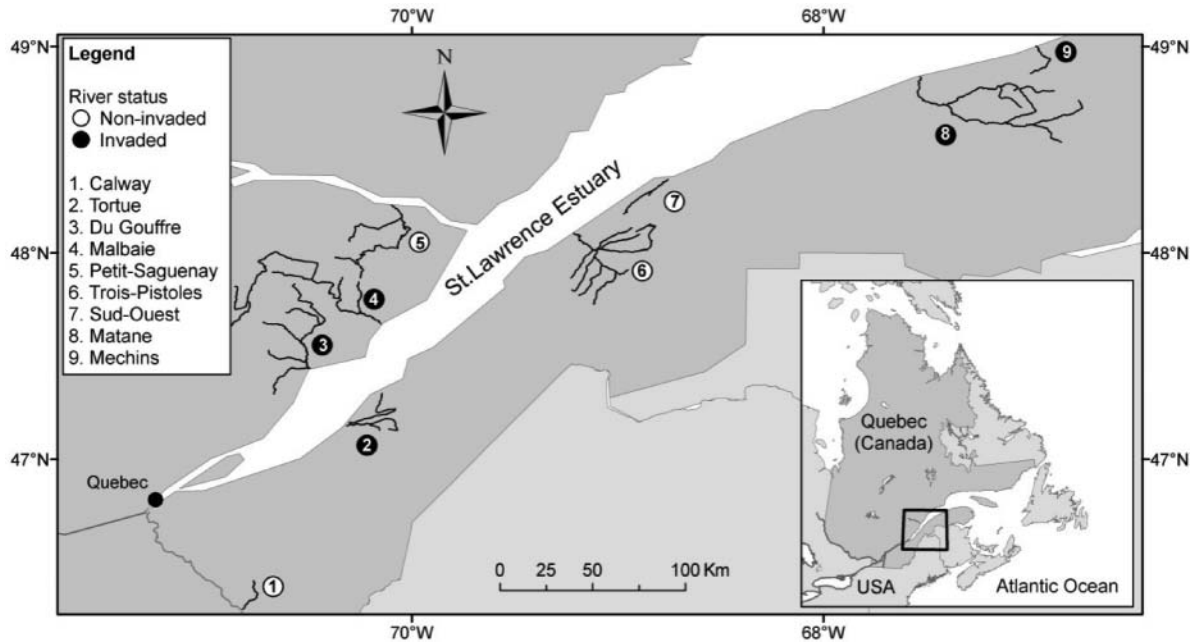 70°W
68°W
49°N
49°N
Legend
River status
Non-invaded
Invaded
1. Calway
2. Tortue
3. Du Gouffre
4. Malbaie
5. Petit-Saguenay
6. Trois-Pistoles
7. Sud-Ouest
8. Matane
9. Mechins
N
9
8
7
St.Lawrence Estuary
5
6
48°N
48°N
4
3
2
47°N
47°N
Quebec
1
0 25 50 100 Km
Quebec
(Canada)
USA
Atlantic Ocean
70°W
68°W